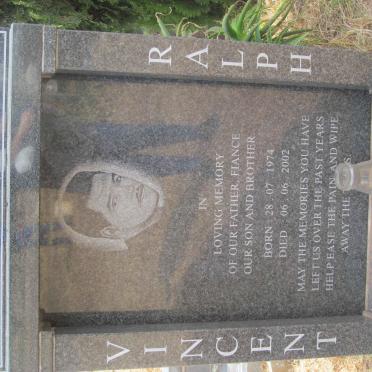 VINCENT
RALPH
IN
LOVING MEMORY
OF OUR FATHER, FIANCE
OUR SON AND BROTHER
BORN 28 07 1974
DIED 06 06 2002
MAY THE MEMORIES YOU HAVE
LEFT US OVER THE PAST YEARS
HELP EASE THE PAIN AND WIPE
AWAY THE